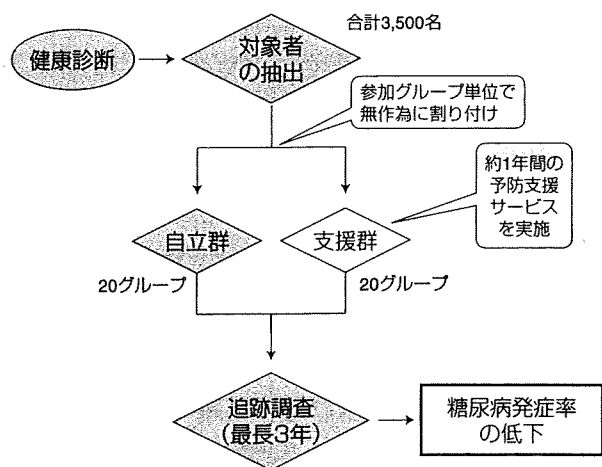 合計3,500名
健康診断
対象者
の抽出
参加グループ単位で
無作為に割り付け
約1年間の
予防支援
サービス
を実施
自立群
支援群
20グループ
20グループ
追跡調査
(最長3年)
糖尿病発症率
の低下